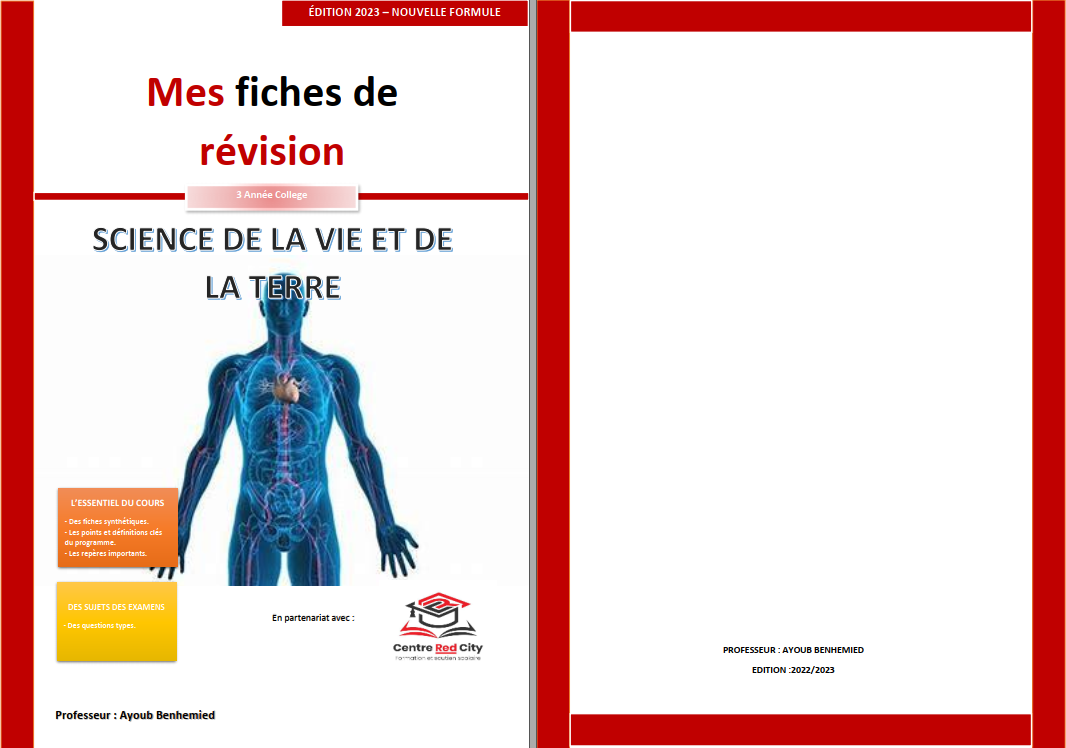 ÉDITION 2023 – NOUVELLE FORMULE
Mes fiches de
révision
3 Année College
SCIENCE DE LA VIE ET DE
LA TERRE
L'ESSENTIEL DU COURS
- Des fiches synthétiques.
- Les points et définitions clés
du programme.
- Les repères importants.
DES SUJETS DES EXAMENS
- Des questions types.
En partenariat avec :
Centre Red City
Formation et soutien scolaire
Professeur : Ayoub Benhemied
PROFESSEUR : AYOUB BENHEMIED
EDITION :2022/2023